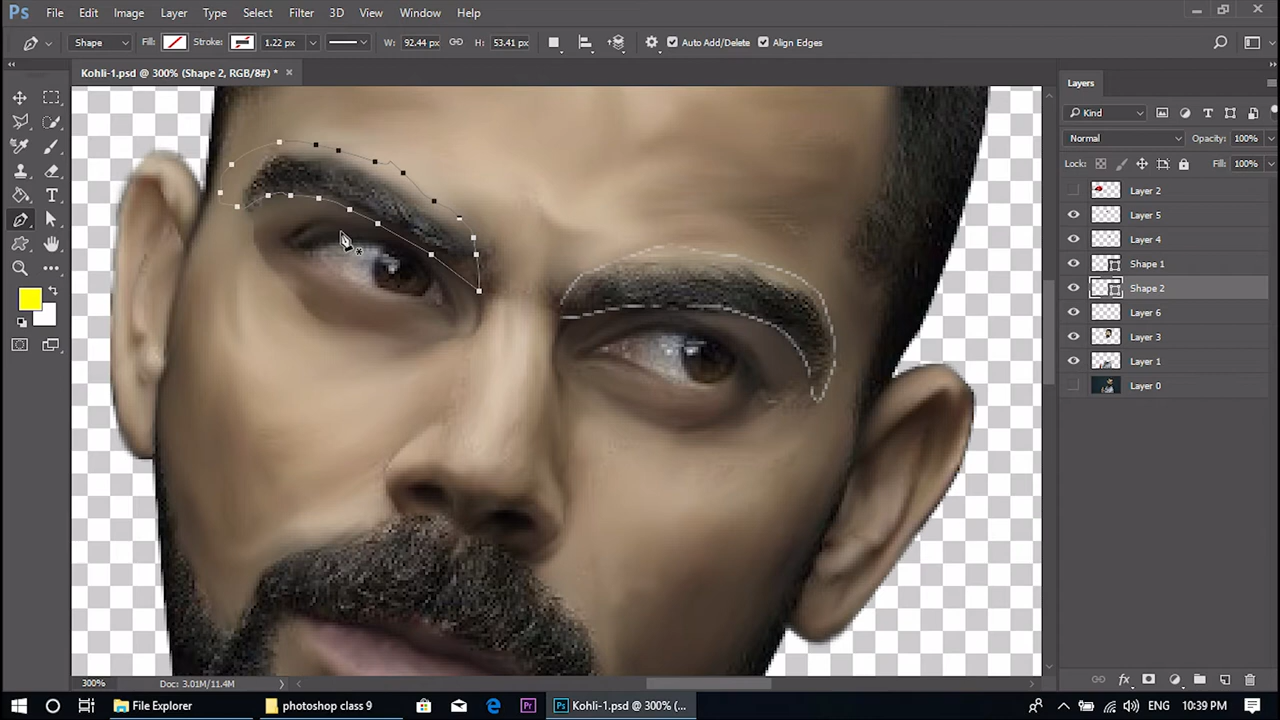 Ps File Edit Image Layer Type Select Filter 3D View Window Help
Shape Fill: Stroke: 1.22 px W: 92.44 px H: 53.41 px Auto Add/Delete Align Edges
Kohli-1.psd @ 300% (Shape 2, RGB/8#) * ×
Layers
Kind
Normal Opacity: 100%
Lock: Fill: 100%
Layer 2
Layer 5
Layer 4
Shape 1
Shape 2
Layer 6
Layer 3
Layer 1
Layer 0
300% Doc: 3.01M/11.4M
File Explorer photoshop class 9 Pr Ps Kohli-1.psd @ 300% (... ENG 10:29 PM